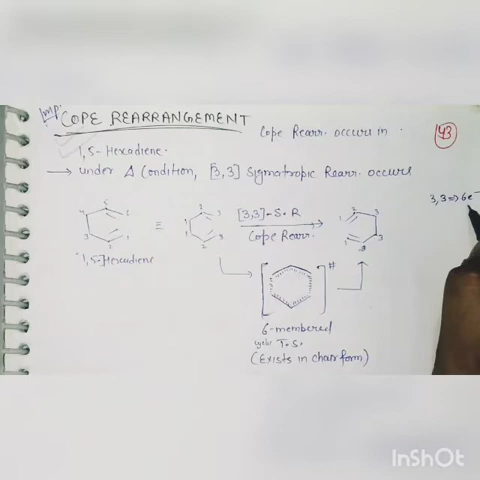 Imp.
COPE REARRANGEMENT
Cope Rearr. occurs in
43
1,5-Hexadiene.
→ under Δ Condition, [3,3] Sigmatropic Rearr. occurs
3,3 => 6e⁻
[3,3]-S.R
Cope Rearr.
≡
1,5-Hexadiene
#
6-membered
cyclic T.S.
(Exists in chair form)
InShOt